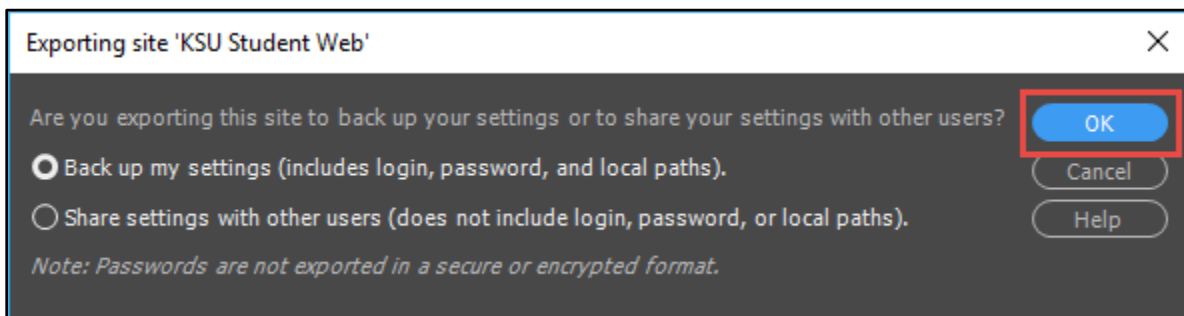 Exporting site 'KSU Student Web'
Are you exporting this site to back up your settings or to share your settings with other users?
OK
Back up my settings (includes login, password, and local paths).
Cancel
Share settings with other users (does not include login, password, or local paths).
Help
Note: Passwords are not exported in a secure or encrypted format.